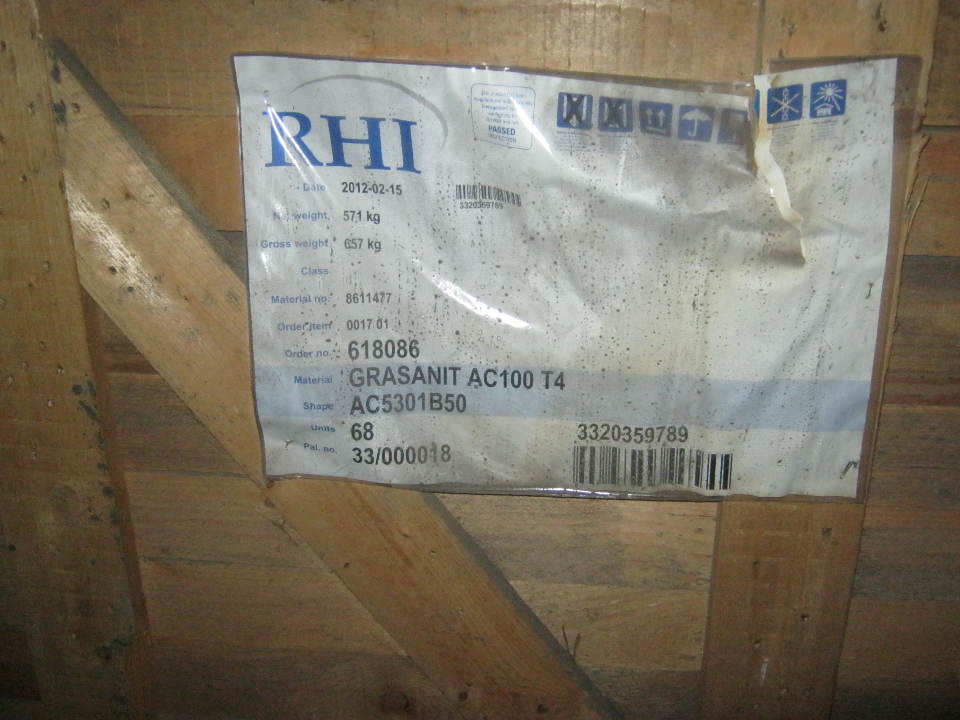 RHI
PASSED
INSPECTION
Date 2012-02-15
3320359789
Net weight 571 kg
Gross weight 657 kg
Class
Material no. 8611477
Order item 0017 01
Order no. 618086
Material GRASANIT AC100 T4
Shape AC5301B50
Units 68
3320359789
Pal. no. 33/000018